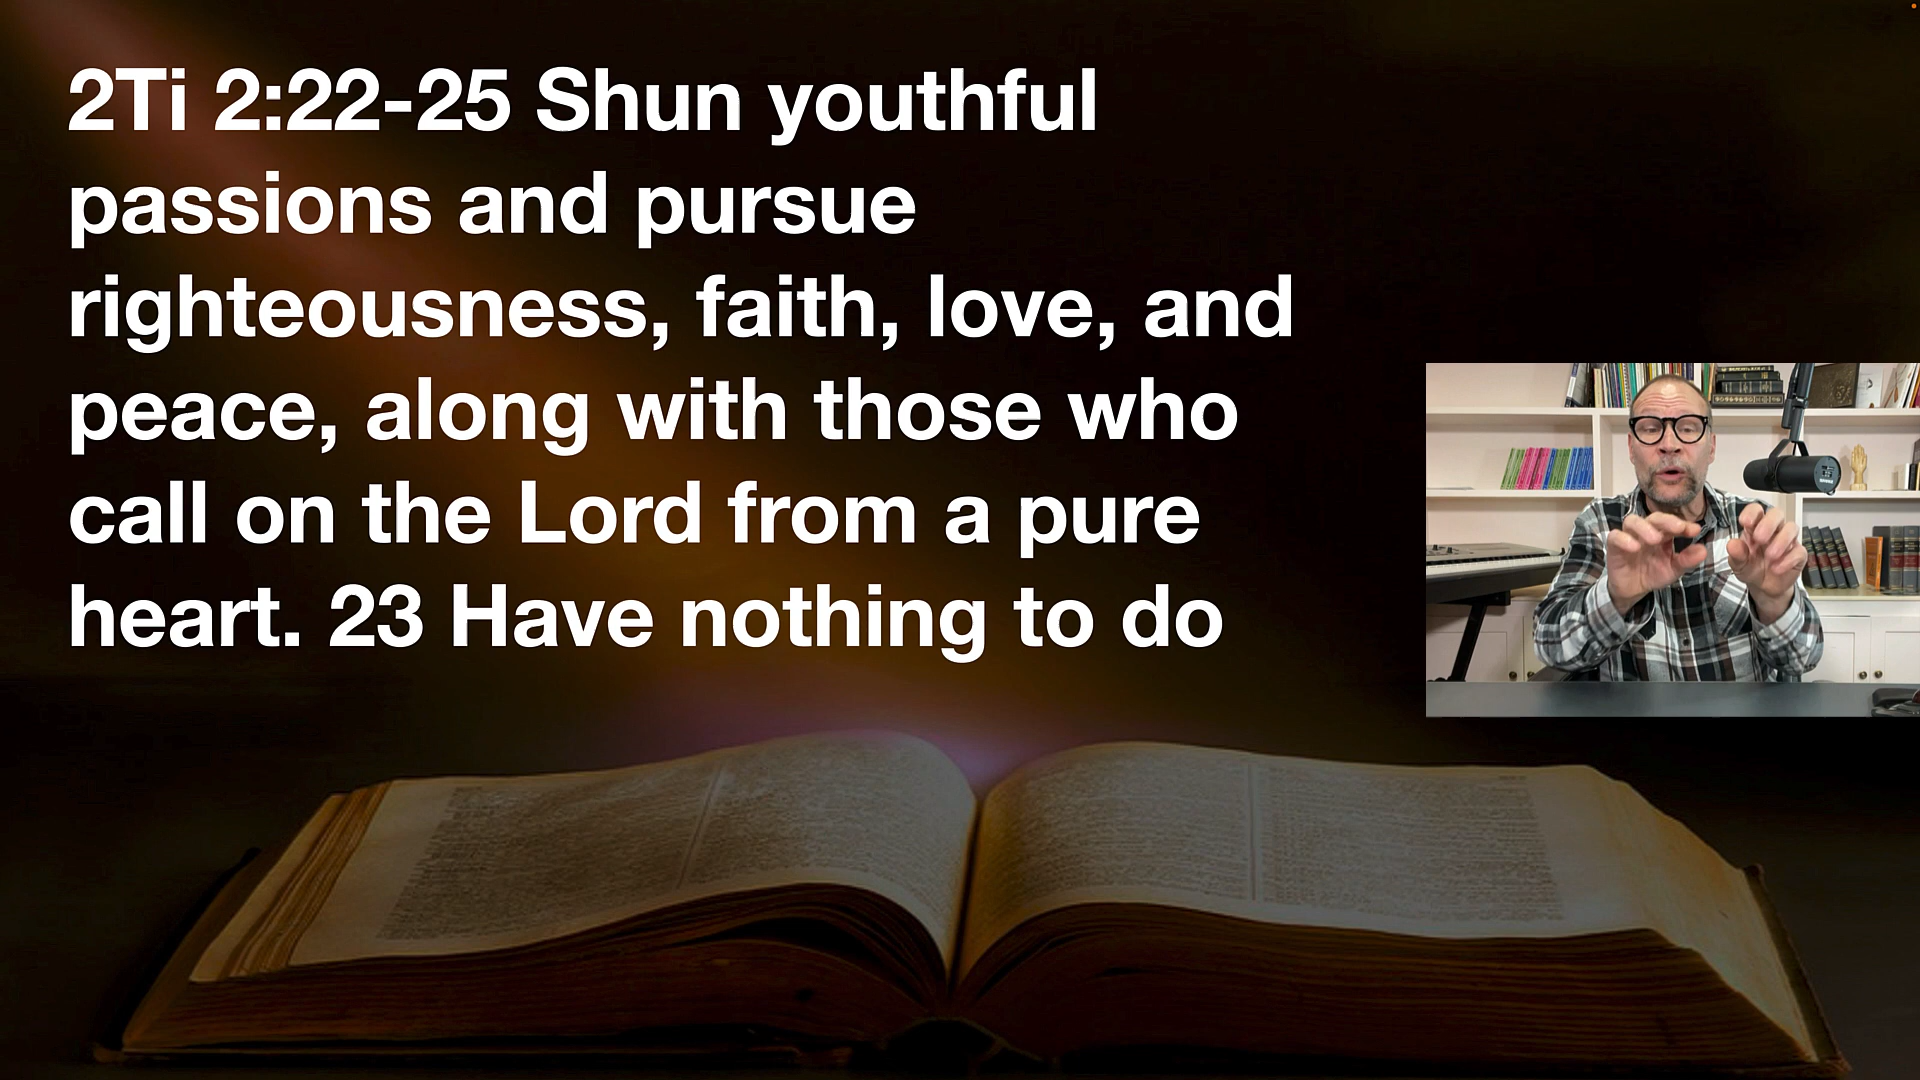 2Ti 2:22-25 Shun youthful
passions and pursue
righteousness, faith, love, and
peace, along with those who
call on the Lord from a pure
heart. 23 Have nothing to do